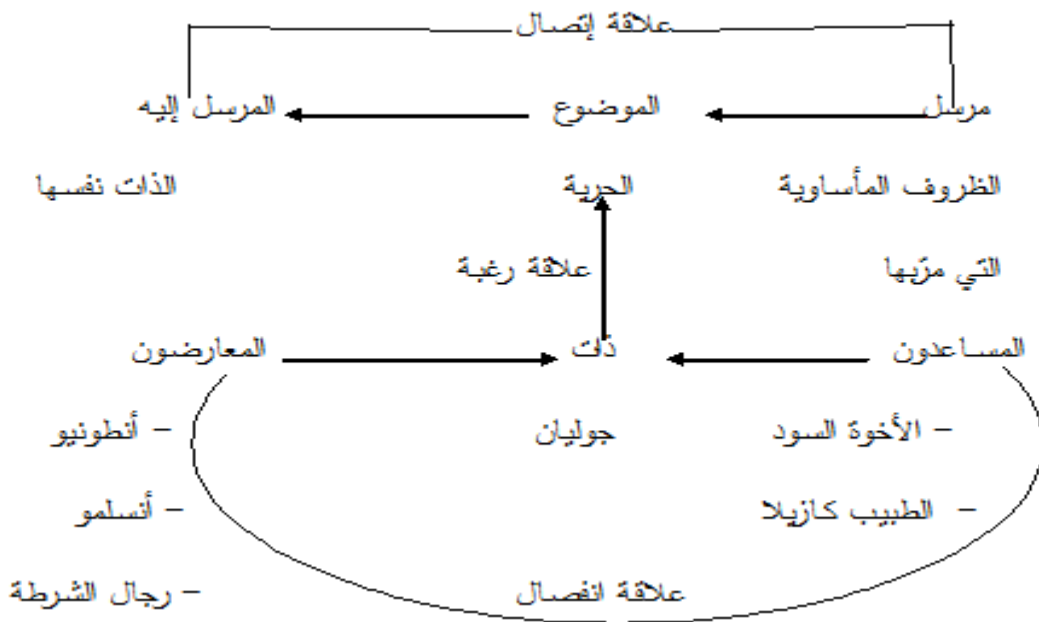 علاقة إتصال
مرسل الموضوع المرسل إليه
الظروف المأساوية الحرية الذات نفسها
التي مرّبها علاقة رغبة
المساعدون ذات المعارضون
– الأخوة السود جوليان – أنطونيو
– الطبيب كازيلا – أنسلمو
علاقة انفصال – رجال الشرطة